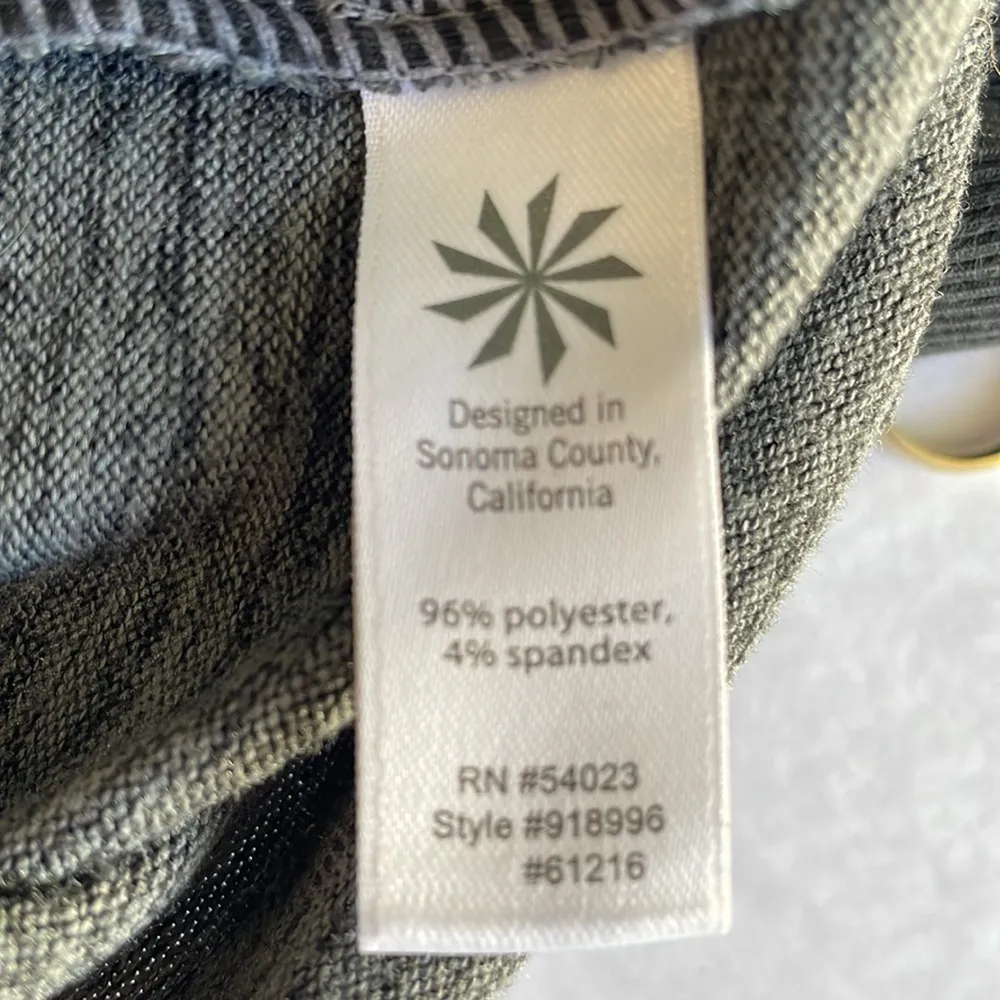 Designed in
Sonoma County,
California
96% polyester,
4% spandex
RN #54023
Style #918996
#61216